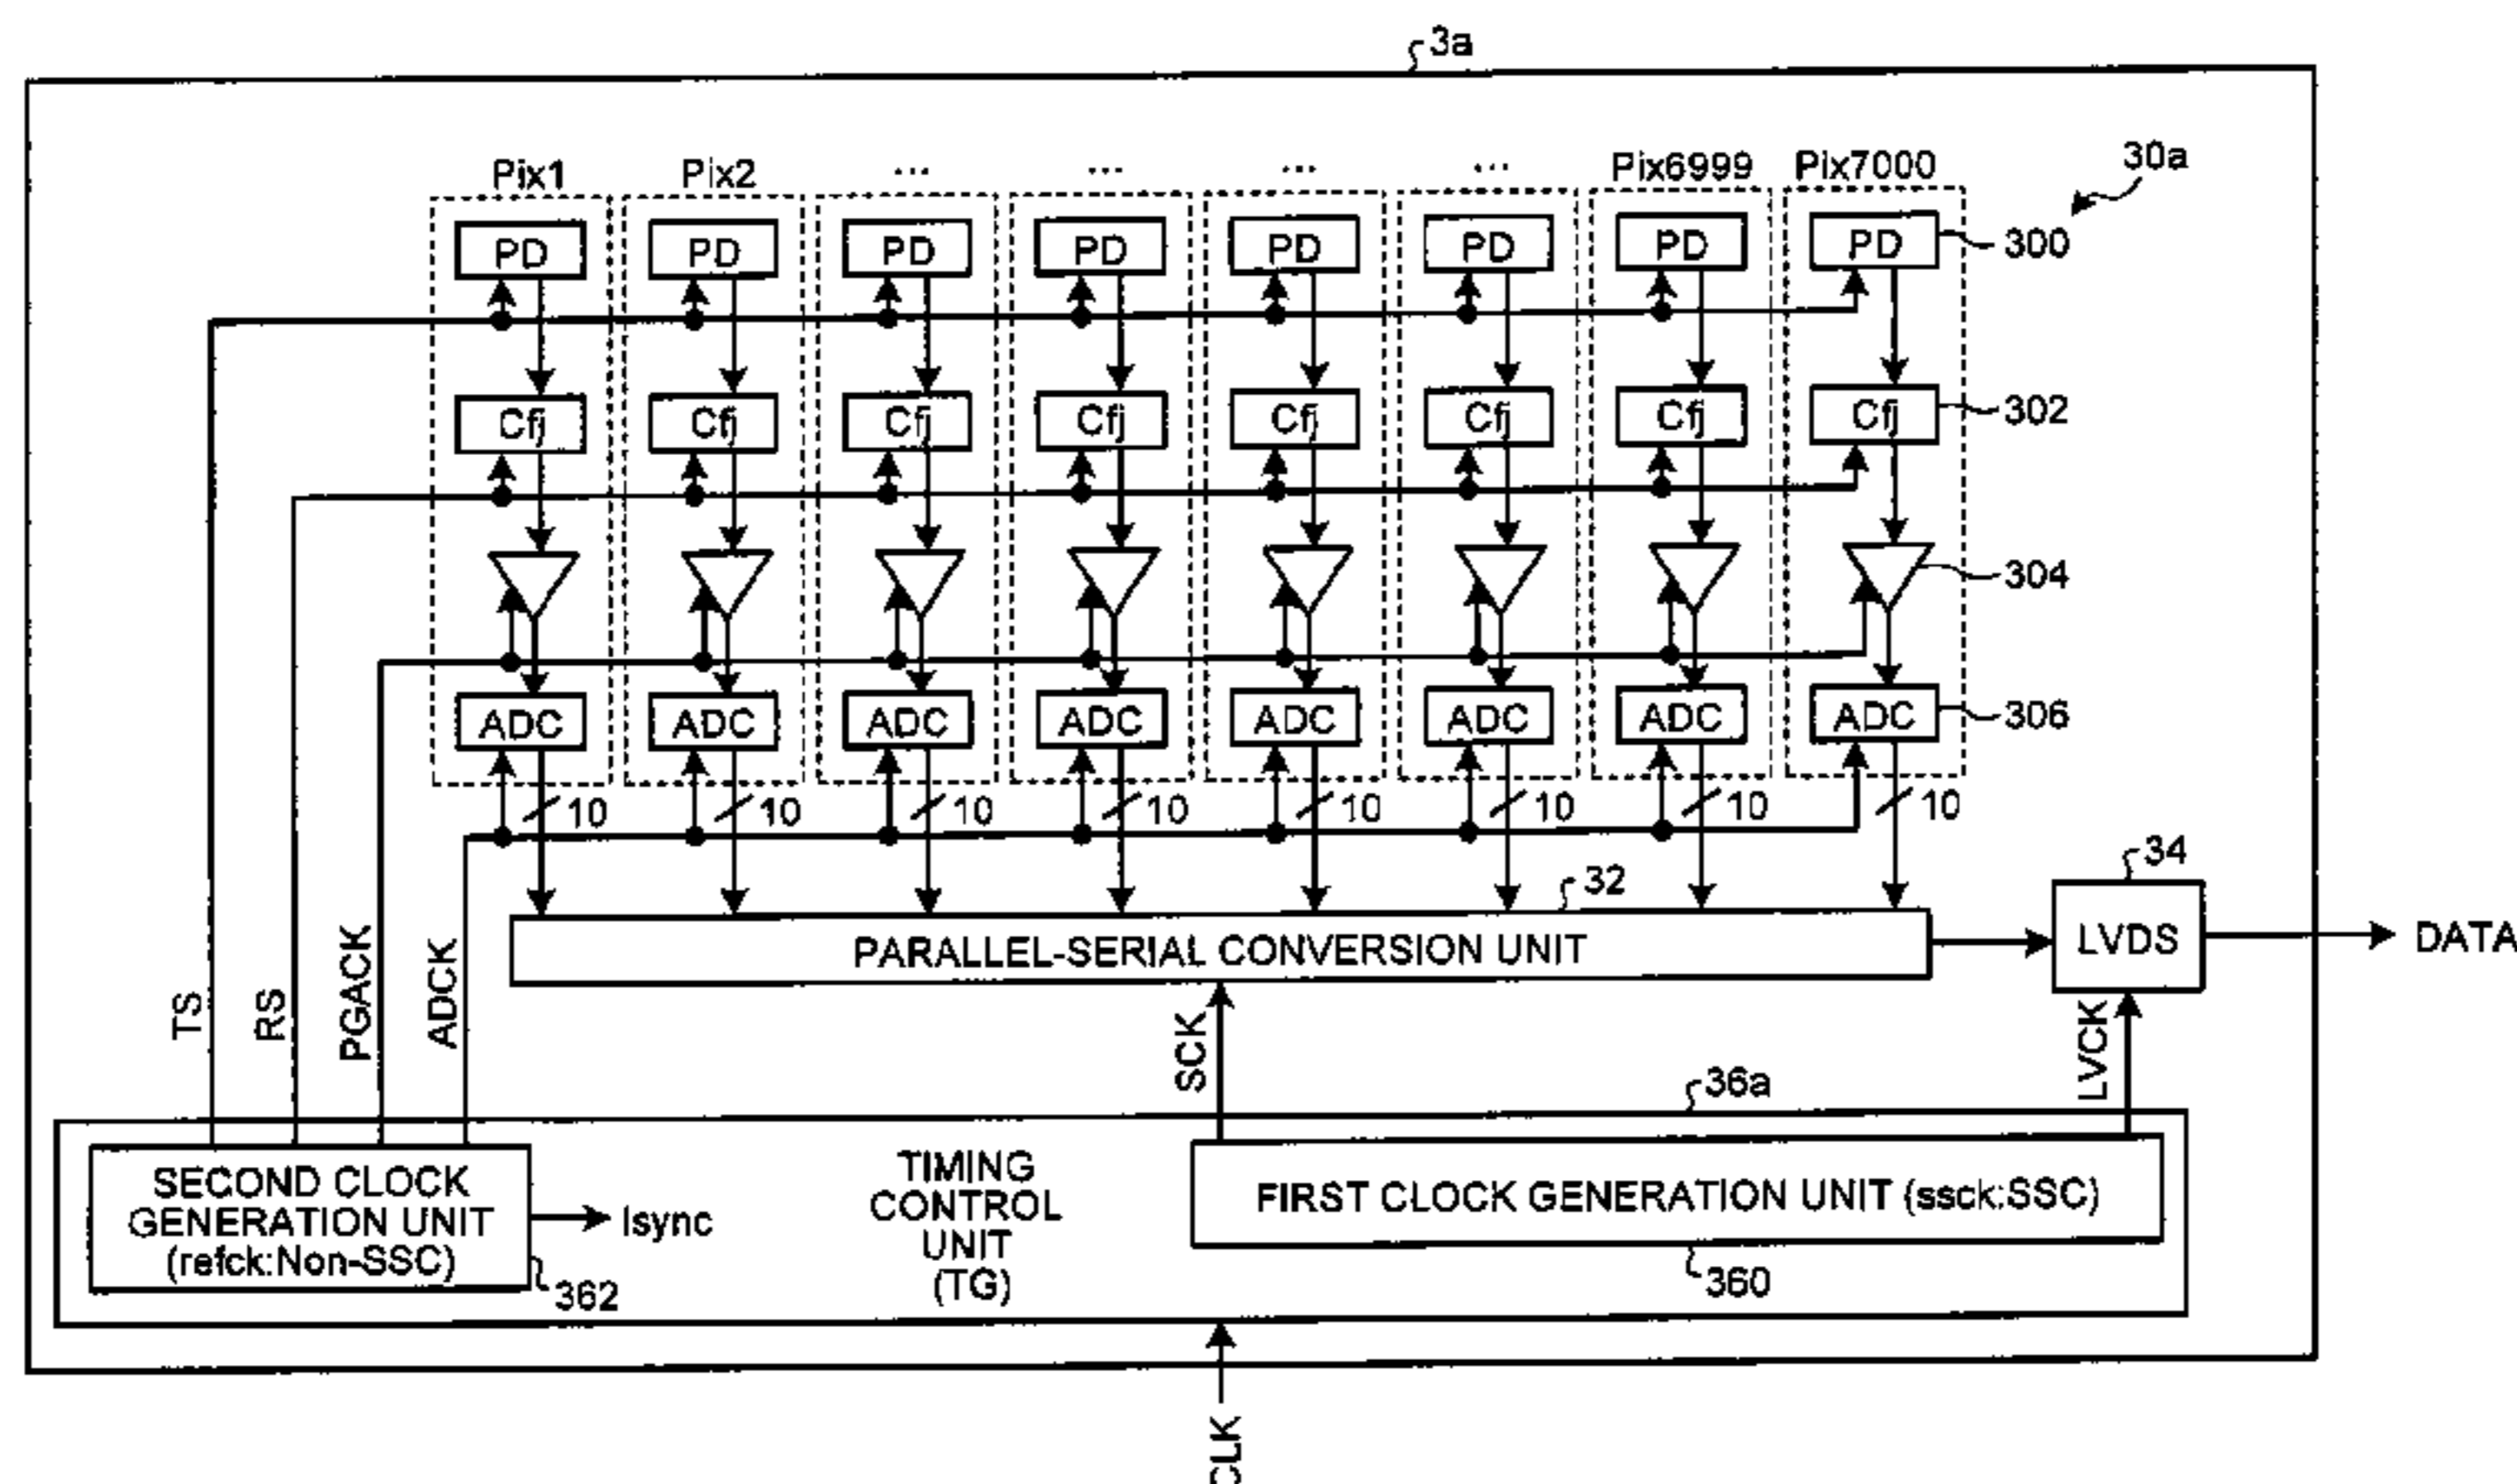 3a
Pix1 Pix2 ... ... ... ... Pix6999 Pix7000
30a
PD PD PD PD PD PD PD PD 300
Cfj Cfj Cfj Cfj Cfj Cfj Cfj Cfj 302
304
ADC ADC ADC ADC ADC ADC ADC ADC 306
10 10 10 10 10 10 10 10
32
34
PARALLEL-SERIAL CONVERSION UNIT
LVDS
DATA
TS
RS
PGACK
ADCK
SCK
LVCK
36a
SECOND CLOCK
GENERATION UNIT
(refck:Non-SSC)
lsync
362
TIMING
CONTROL
UNIT
(TG)
FIRST CLOCK GENERATION UNIT (ssck:SSC)
360
CLK